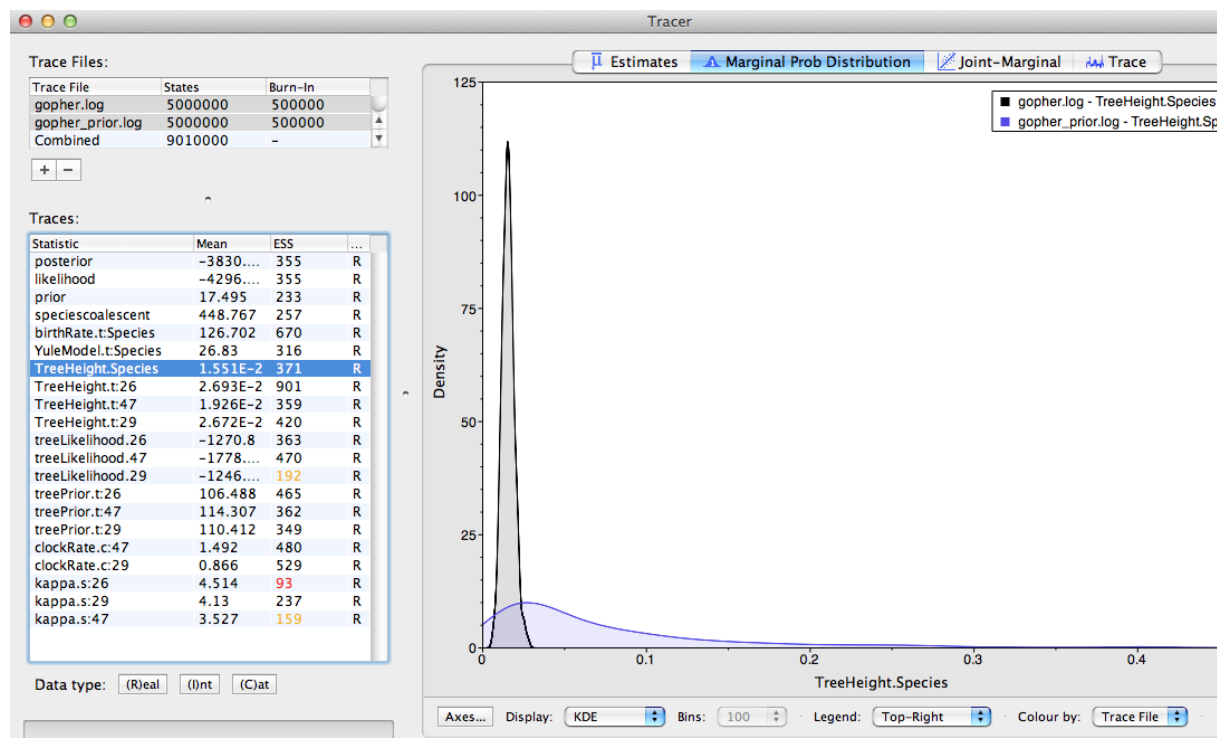 Tracer
Trace Files:
Trace File States Burn-In
gopher.log 5000000 500000
gopher_prior.log 5000000 500000
Combined 9010000 -
+ −
Traces:
Statistic Mean ESS ...
posterior -3830.... 355 R
likelihood -4296.... 355 R
prior 17.495 233 R
speciescoalescent 448.767 257 R
birthRate.t:Species 126.702 670 R
YuleModel.t:Species 26.83 316 R
TreeHeight.Species 1.551E-2 371 R
TreeHeight.t:26 2.693E-2 901 R
TreeHeight.t:47 1.926E-2 359 R
TreeHeight.t:29 2.672E-2 420 R
treeLikelihood.26 -1270.8 363 R
treeLikelihood.47 -1778.... 470 R
treeLikelihood.29 -1246.... 192 R
treePrior.t:26 106.488 465 R
treePrior.t:47 114.307 362 R
treePrior.t:29 110.412 349 R
clockRate.c:47 1.492 480 R
clockRate.c:29 0.866 529 R
kappa.s:26 4.514 93 R
kappa.s:29 4.13 237 R
kappa.s:47 3.527 159 R
Data type: (R)eal (I)nt (C)at
μ Estimates Marginal Prob Distribution Joint-Marginal Trace
gopher.log - TreeHeight.Species
gopher_prior.log - TreeHeight.Sp
125
100
75
50
25
0
Density
0 0.1 0.2 0.3 0.4
TreeHeight.Species
Axes... Display: KDE Bins: 100 Legend: Top-Right Colour by: Trace File